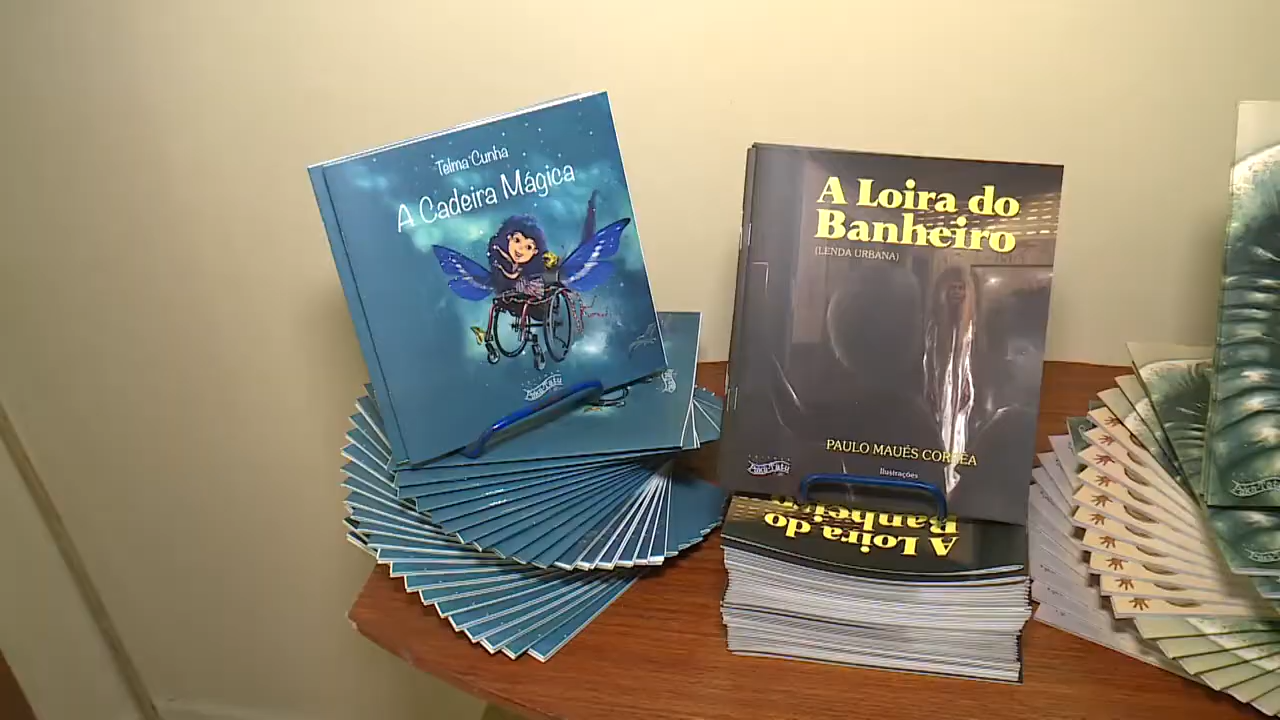 Telma Cunha
A Cadeira Mágica
A Loira do
Banheiro
(LENDA URBANA)
PAULO MAUÉS CORRÊA
Ilustrações
A Loira do
Banheiro